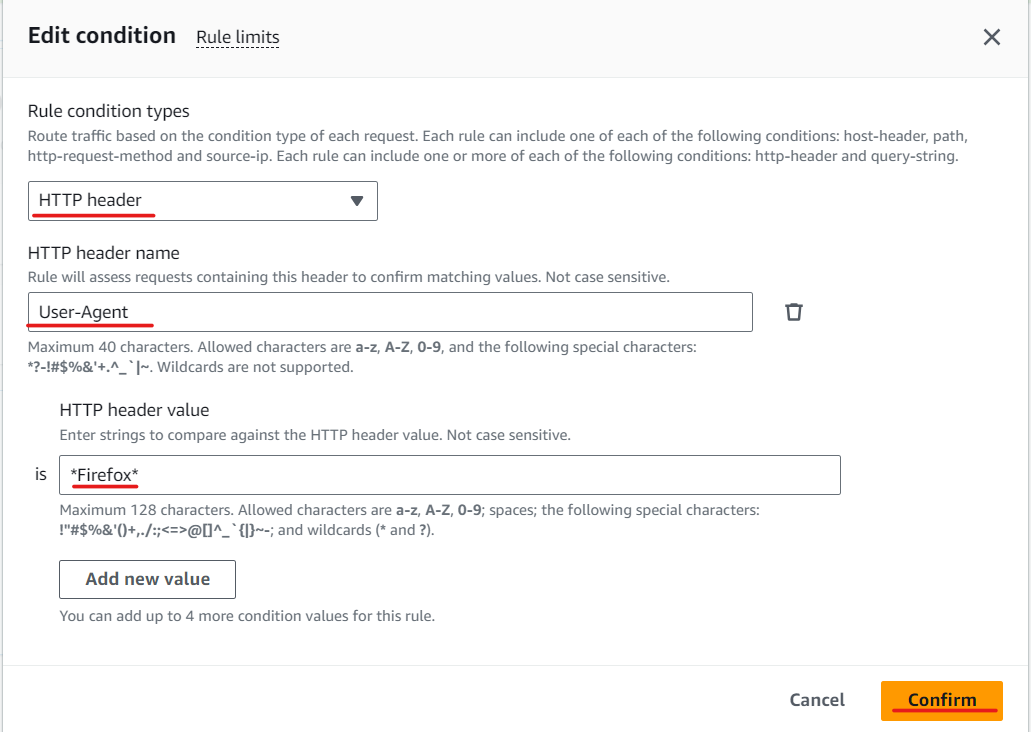 Edit condition Rule limits
Rule condition types
Route traffic based on the condition type of each request. Each rule can include one of each of the following conditions: host-header, path,
http-request-method and source-ip. Each rule can include one or more of each of the following conditions: http-header and query-string.
HTTP header
HTTP header name
Rule will assess requests containing this header to confirm matching values. Not case sensitive.
User-Agent
Maximum 40 characters. Allowed characters are a-z, A-Z, 0-9, and the following special characters:
*?-!#$%&'+.^_`|~. Wildcards are not supported.
HTTP header value
Enter strings to compare against the HTTP header value. Not case sensitive.
is *Firefox*
Maximum 128 characters. Allowed characters are a-z, A-Z, 0-9; spaces; the following special characters:
!"#$%&'()+,./:;<=>@[]^_`{|}~-; and wildcards (* and ?).
Add new value
You can add up to 4 more condition values for this rule.
Cancel Confirm